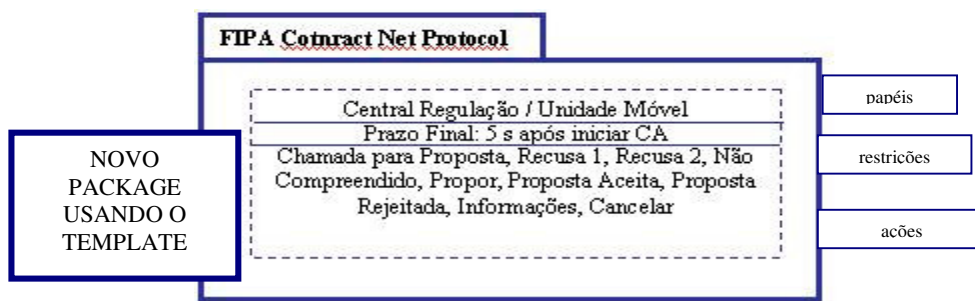 FIPA Cotnract Net Protocol
Central Regulação / Unidade Móvel
Prazo Final: 5 s após iniciar CA
Chamada para Proposta, Recusa 1, Recusa 2, Não
Compreendido, Propor, Proposta Aceita, Proposta
Rejeitada, Informações, Cancelar
NOVO
PACKAGE
USANDO O
TEMPLATE
papéis
restrições
ações